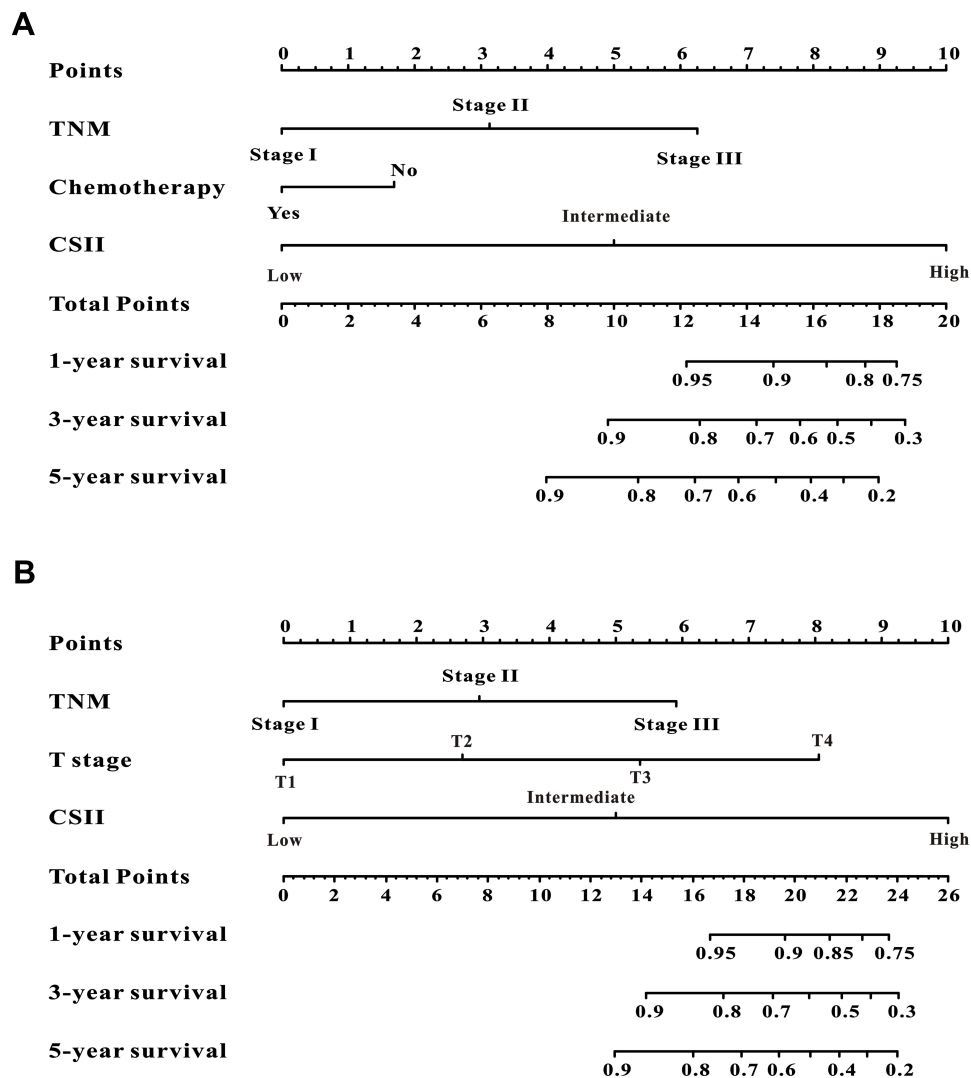 A
Points 0 1 2 3 4 5 6 7 8 9 10
Stage II
TNM
Stage I Stage III
No
Chemotherapy
Yes
Intermediate
CSII
Low High
Total Points
0 2 4 6 8 10 12 14 16 18 20
1-year survival
0.95 0.9 0.8 0.75
3-year survival
0.9 0.8 0.7 0.6 0.5 0.3
5-year survival
0.9 0.8 0.7 0.6 0.4 0.2
B
Points 0 1 2 3 4 5 6 7 8 9 10
Stage II
TNM
Stage I Stage III
T2 T4
T stage
T1 T3
Intermediate
CSII
Low High
Total Points
0 2 4 6 8 10 12 14 16 18 20 22 24 26
1-year survival
0.95 0.9 0.85 0.75
3-year survival
0.9 0.8 0.7 0.5 0.3
5-year survival
0.9 0.8 0.7 0.6 0.4 0.2